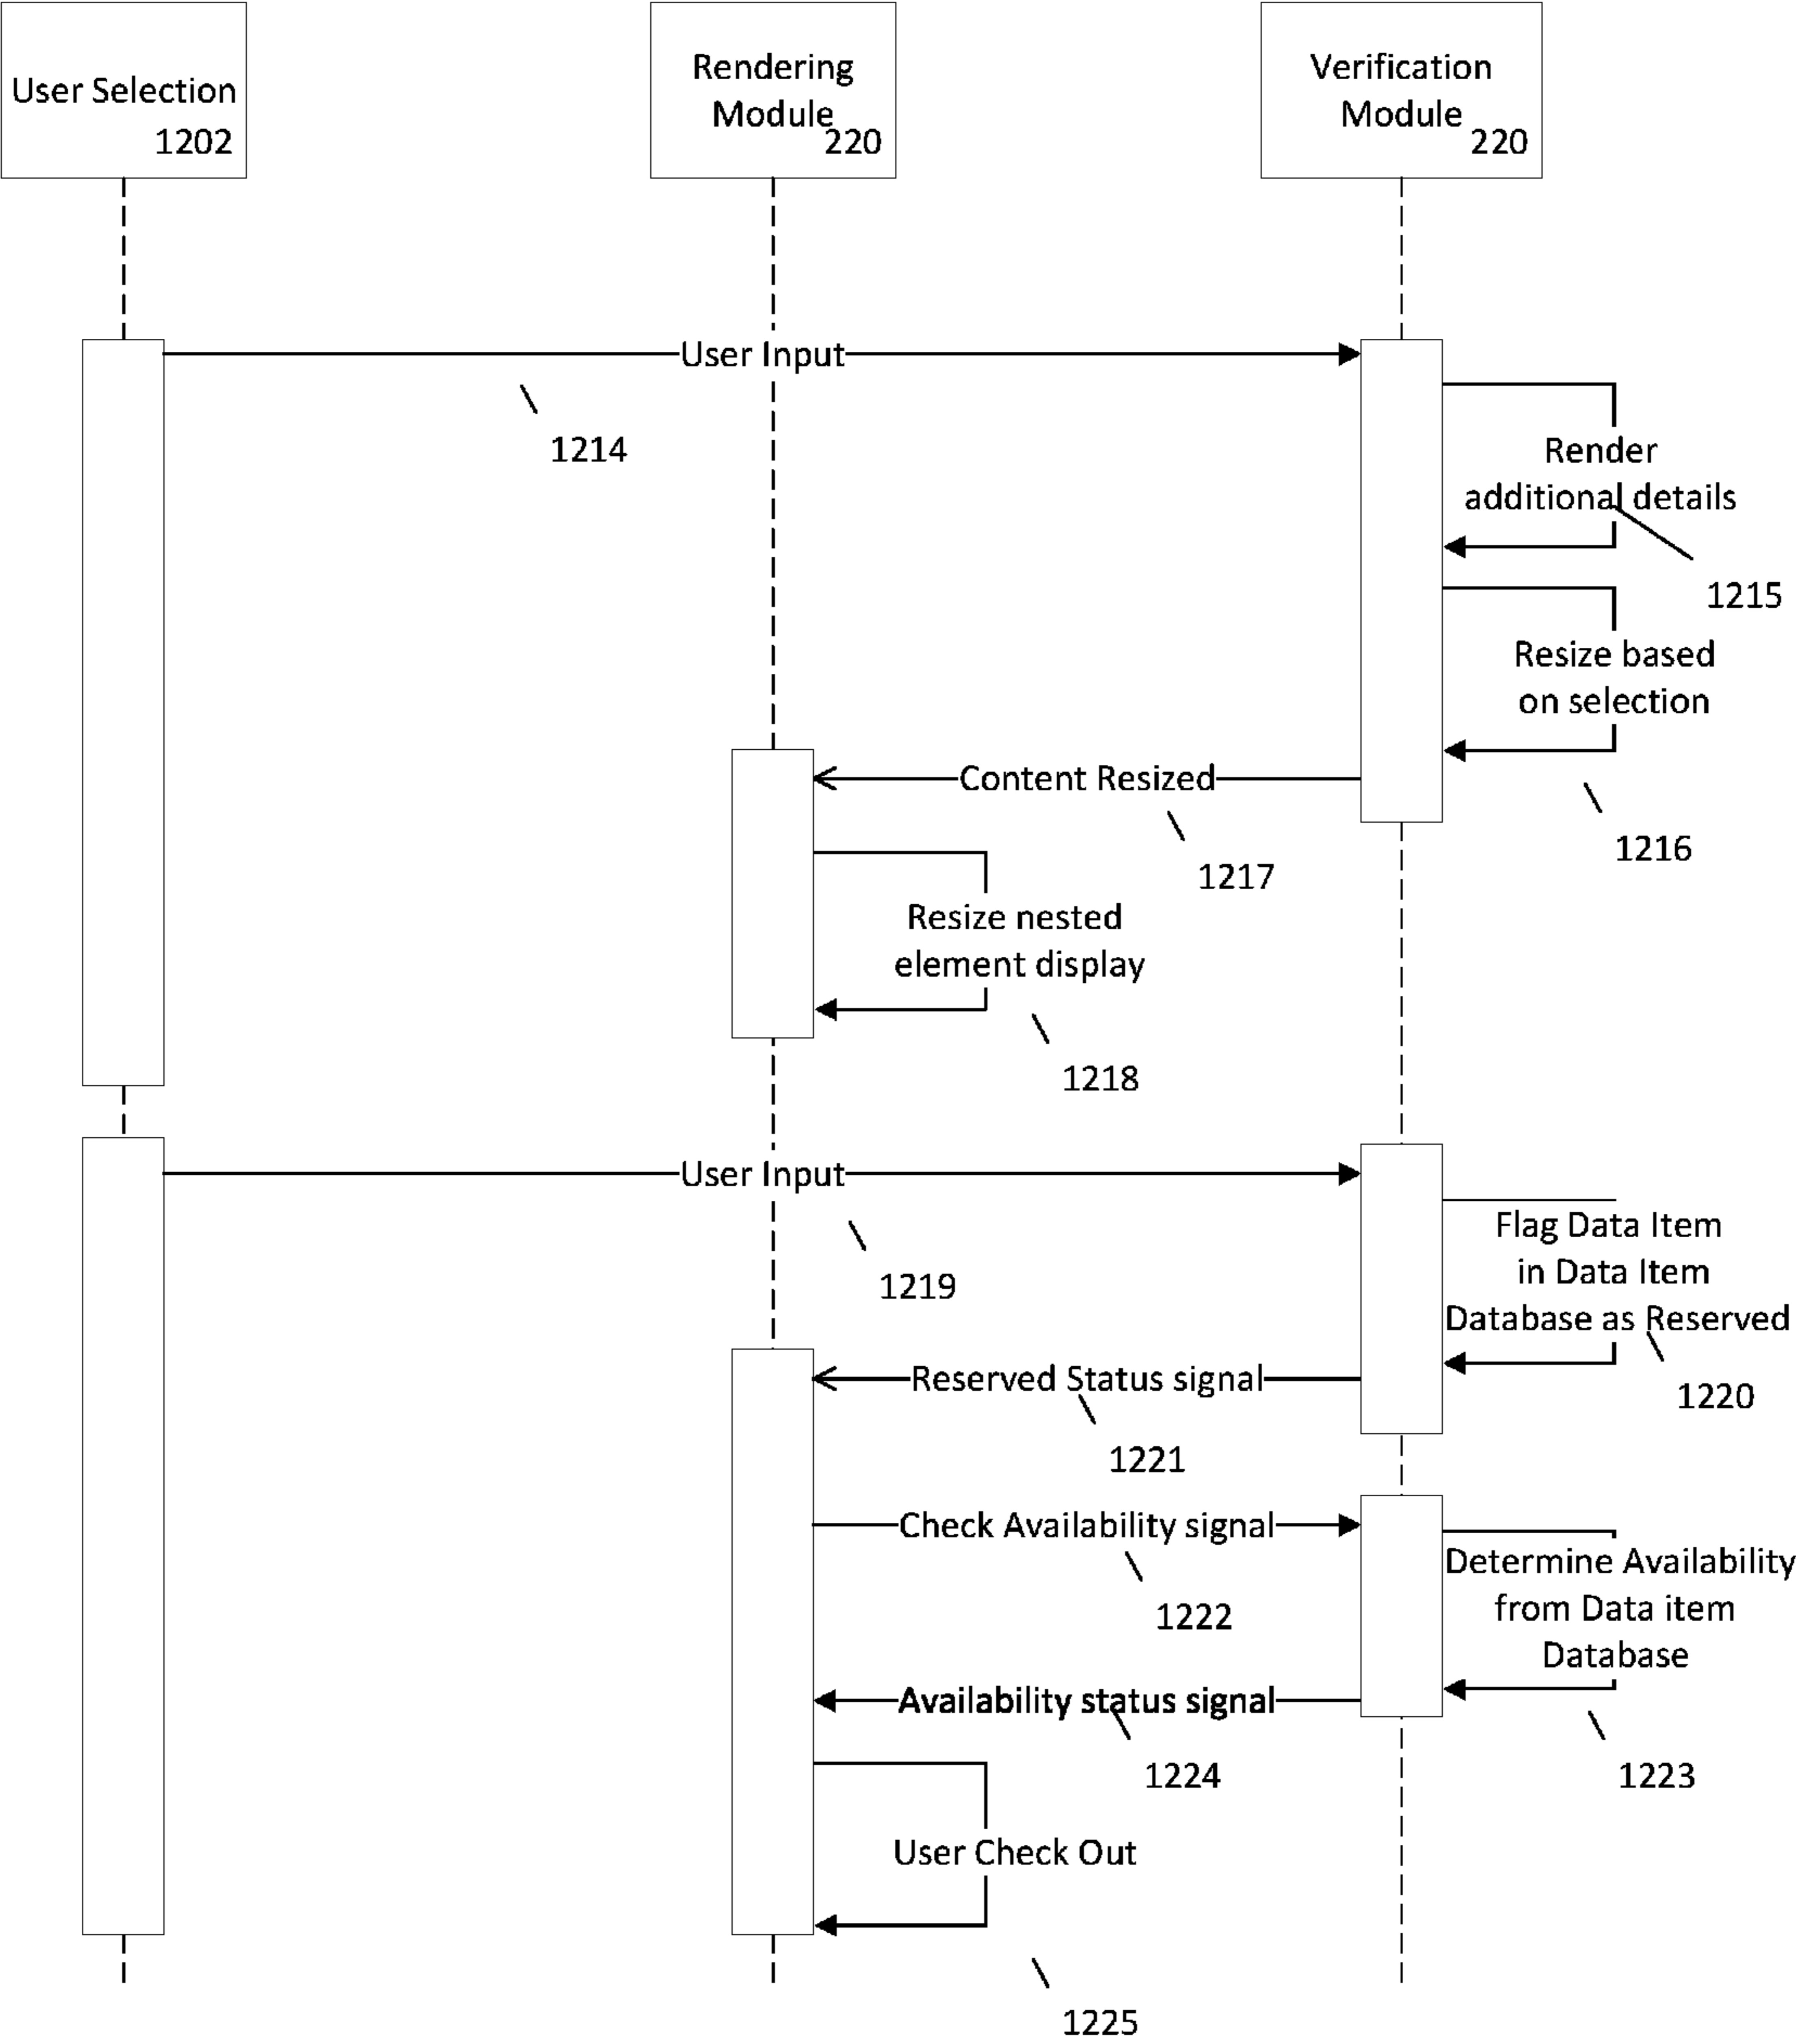 User Selection
1202
Rendering
Module
220
Verification
Module
220
User Input
1214
Render
additional details
1215
Resize based
on selection
1216
Content Resized
1217
Resize nested
element display
1218
User Input
1219
Flag Data Item
in Data Item
Database as Reserved
1220
Reserved Status signal
1221
Check Availability signal
1222
Determine Availability
from Data item
Database
1223
Availability status signal
1224
User Check Out
1225